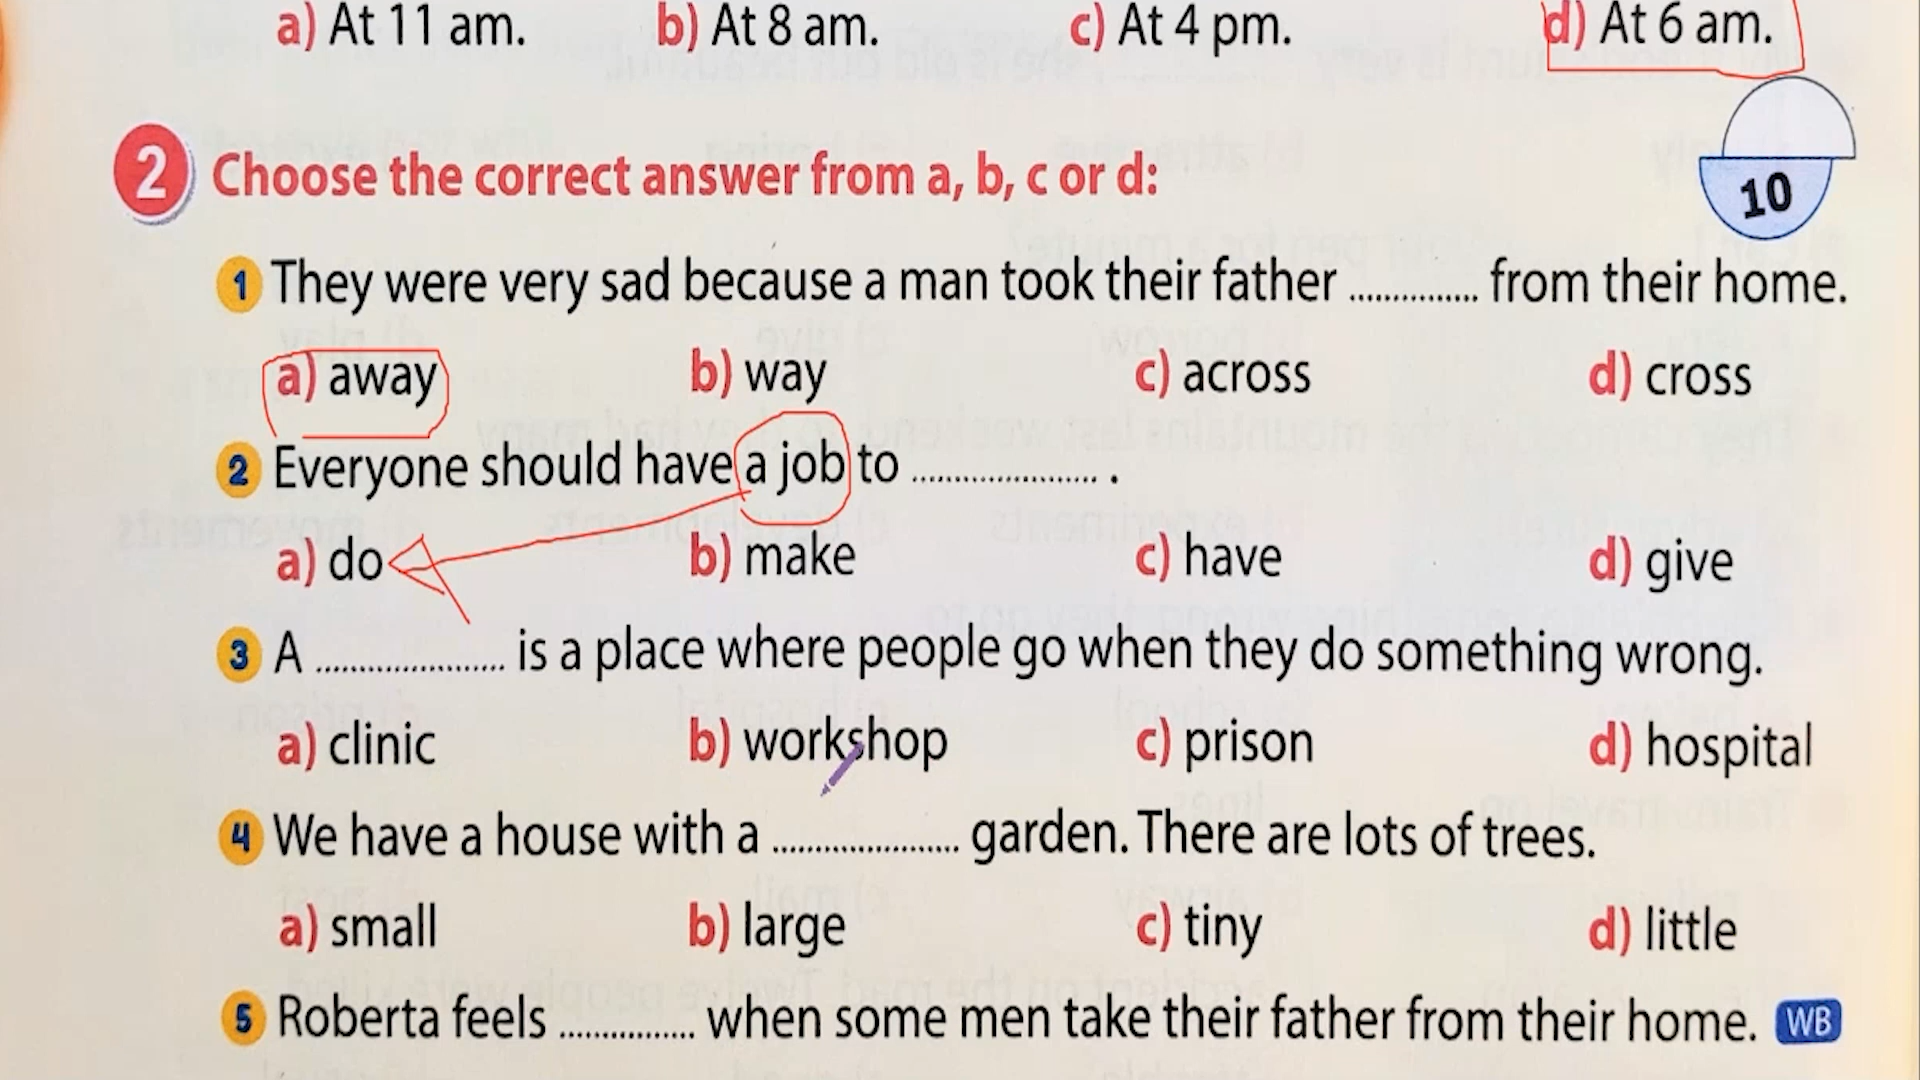 a) At 11 am. b) At 8 am. c) At 4 pm. d) At 6 am.
10
2 Choose the correct answer from a, b, c or d:
1 They were very sad because a man took their father ............... from their home.
a) away b) way c) across d) cross
2 Everyone should have a job to ...................... .
a) do b) make c) have d) give
3 A ...................... is a place where people go when they do something wrong.
a) clinic b) workshop c) prison d) hospital
4 We have a house with a ...................... garden. There are lots of trees.
a) small b) large c) tiny d) little
5 Roberta feels ............... when some men take their father from their home. WB